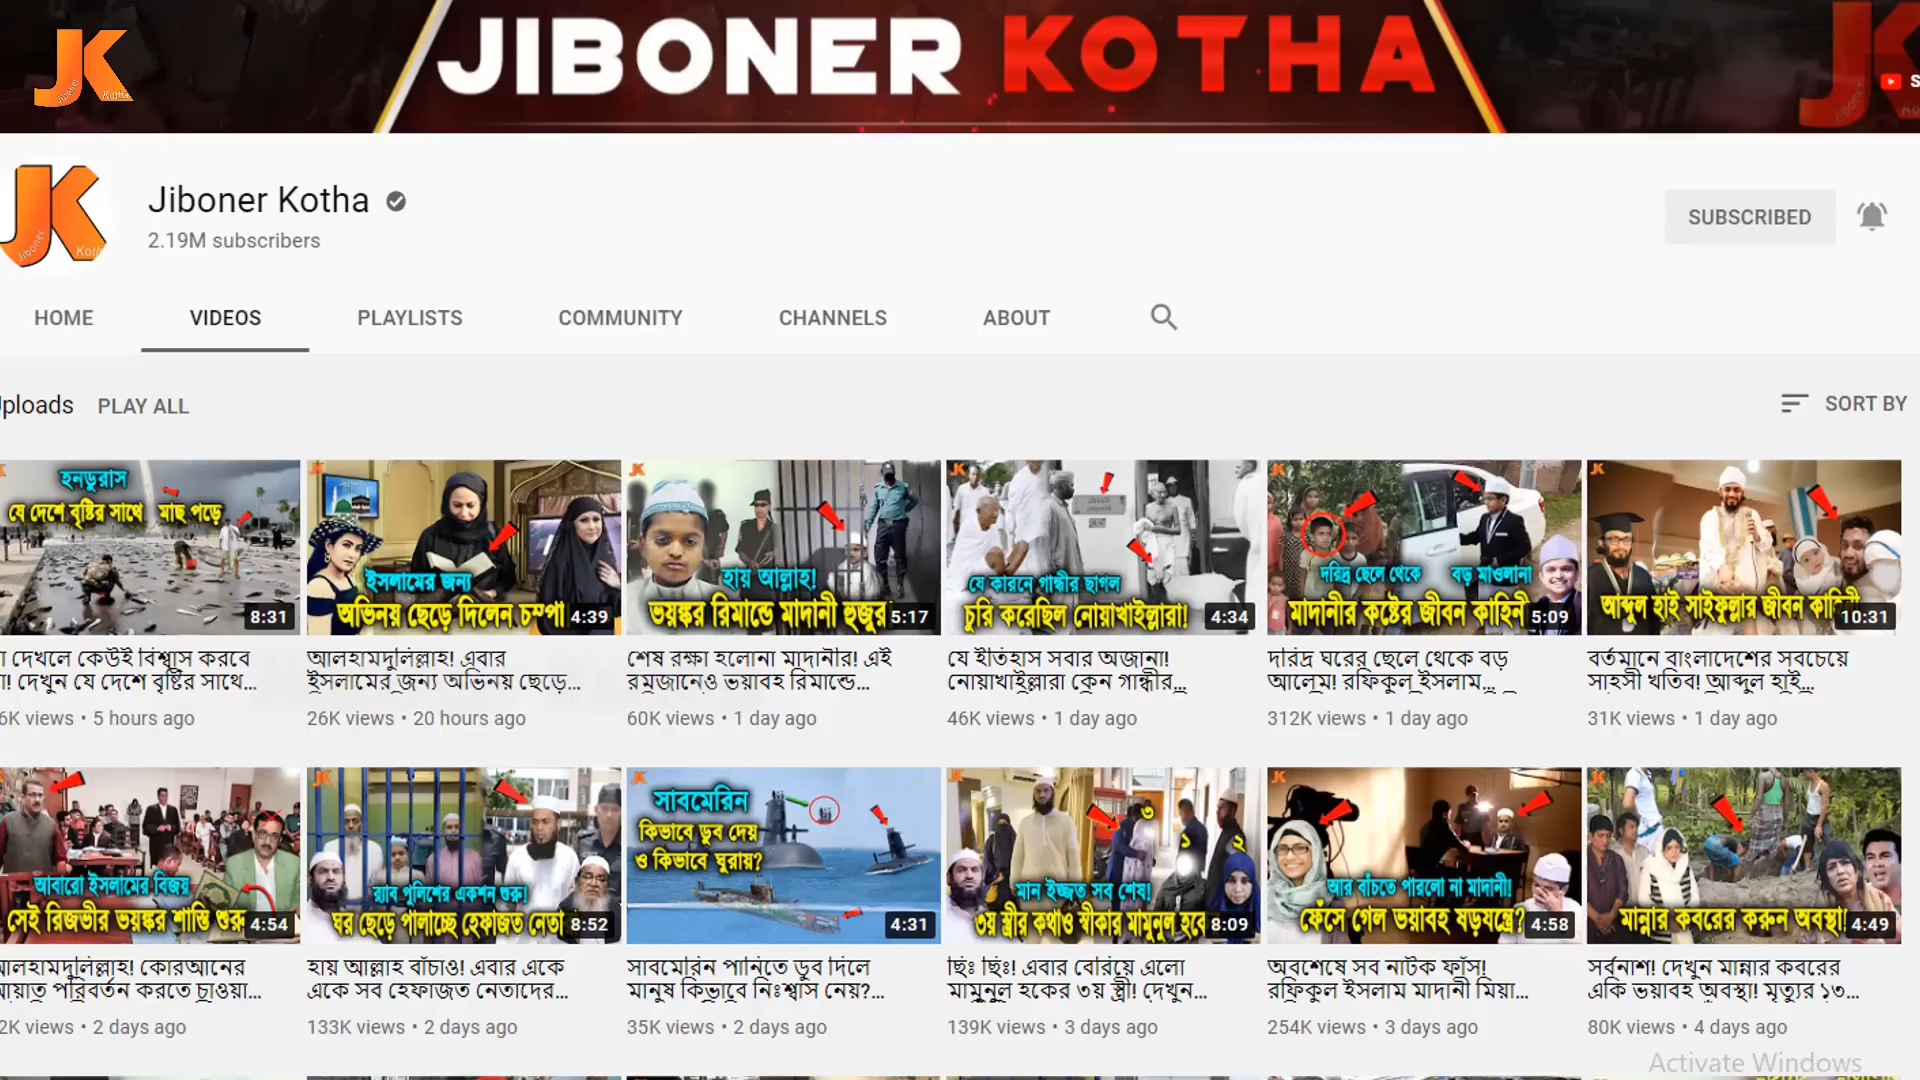 JIBONER KOTHA
JK
Jiboner Kotha
Jiboner Kotha
2.19M subscribers
SUBSCRIBED
HOME VIDEOS PLAYLISTS COMMUNITY CHANNELS ABOUT
ploads PLAY ALL
SORT BY
হনডুরাস
যে দেশে বৃষ্টির সাথে মাছ পড়ে
8:31
ইসলামের জন্য
অভিনয় ছেড়ে দিলেন চম্পা
4:39
হায় আল্লাহ!
ভয়ঙ্কর রিমান্ডে মাদানী হুজুর
5:17
যে কারনে গান্ধীর ছাগল
চুরি করেছিল নোয়াখাইল্লারা!
4:34
দরিদ্র ছেলে থেকে বড় মাওলানা
মাদানীর কষ্টের জীবন কাহিনী
5:09
আব্দুল হাই সাইফুল্লার জীবন কাহিনী
10:31
দেখলে কেউই বিশ্বাস করবে
! দেখুন যে দেশে বৃষ্টির সাথে...
6K views • 5 hours ago
আলহামদুলিল্লাহ! এবার
ইসলামের জন্য অভিনয় ছেড়ে...
26K views • 20 hours ago
শেষ রক্ষা হলোনা মাদানীর! এই
রমজানেও ভয়াবহ রিমান্ডে...
60K views • 1 day ago
যে ইতিহাস সবার অজানা!
নোয়াখাইল্লারা কেন গান্ধীর...
46K views • 1 day ago
দরিদ্র ঘরের ছেলে থেকে বড়
আলেম! রফিকুল ইসলাম...
312K views • 1 day ago
বর্তমানে বাংলাদেশের সবচেয়ে
সাহসী খতিব! আব্দুল হাই...
31K views • 1 day ago
আবারো ইসলামের বিজয়
সেই রিজভীর ভয়ঙ্কর শাস্তি শুরু
4:54
র‍্যাব পুলিশের একশন শুরু!
ঘর ছেড়ে পালাচ্ছে হেফাজত নেতা
8:52
সাবমেরিন
কিভাবে ডুব দেয়
ও কিভাবে ঘুরায়?
4:31
৩ ১ ২
মান ইজ্জত সব শেষ!
৩য় স্ত্রীর কথাও স্বীকার মামুনুল হকে
8:09
আর বাঁচতে পারলো না মাদানী!
ফেঁসে গেল ভয়াবহ ষড়যন্ত্রে?
4:58
মান্নার কবরের করুন অবস্থা!
4:49
আলহামদুলিল্লাহ! কোরআনের
আয়াত পরিবর্তন করতে চাওয়া...
2K views • 2 days ago
হায় আল্লাহ বাঁচাও! এবার একে
একে সব হেফাজত নেতাদের...
133K views • 2 days ago
সাবমেরিন পানিতে ডুব দিলে
মানুষ কিভাবে নিঃশ্বাস নেয়?...
35K views • 2 days ago
ছিঃ ছিঃ! এবার বেরিয়ে এলো
মামুনুল হকের ৩য় স্ত্রী! দেখুন...
139K views • 3 days ago
অবশেষে সব নাটক ফাঁস!
রফিকুল ইসলাম মাদানী মিয়া...
254K views • 3 days ago
সর্বনাশ! দেখুন মান্নার কবরের
একি ভয়াবহ অবস্থা! মৃত্যুর ১৩...
80K views • 4 days ago
Activate Windows